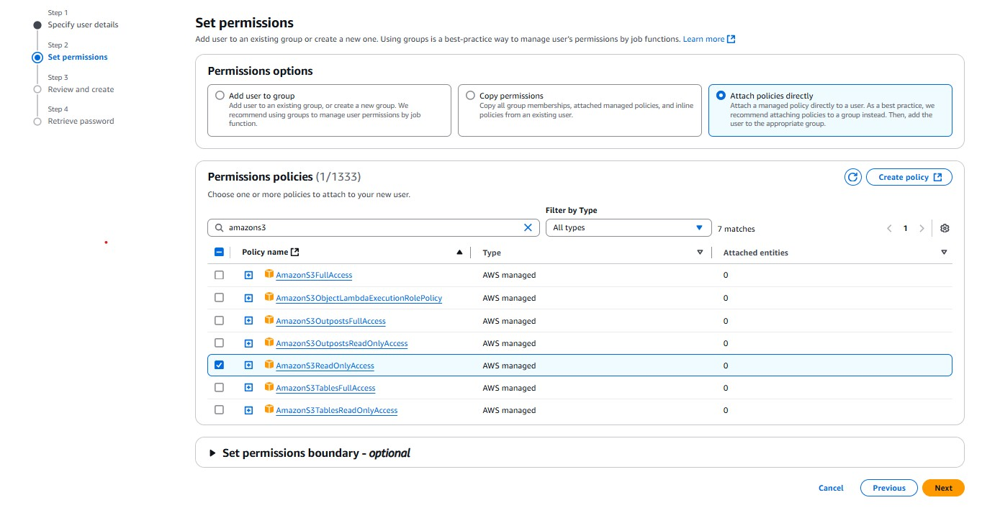 Step 1
Specify user details
Step 2
Set permissions
Step 3
Review and create
Step 4
Retrieve password
Set permissions
Add user to an existing group or create a new one. Using groups is a best-practice way to manage user's permissions by job functions. Learn more
Permissions options
Add user to group
Add user to an existing group, or create a new group. We
recommend using groups to manage user permissions by job
function.
Copy permissions
Copy all group memberships, attached managed policies, and inline
policies from an existing user.
Attach policies directly
Attach a managed policy directly to a user. As a best practice, we
recommend attaching policies to a group instead. Then, add the
user to the appropriate group.
Permissions policies (1/1333)
Create policy
Choose one or more policies to attach to your new user.
Filter by Type
amazons3
All types
7 matches
1
Policy name
Type
Attached entities
AmazonS3FullAccess AWS managed 0
AmazonS3ObjectLambdaExecutionRolePolicy AWS managed 0
AmazonS3OutpostsFullAccess AWS managed 0
AmazonS3OutpostsReadOnlyAccess AWS managed 0
AmazonS3ReadOnlyAccess AWS managed 0
AmazonS3TablesFullAccess AWS managed 0
AmazonS3TablesReadOnlyAccess AWS managed 0
Set permissions boundary - optional
Cancel
Previous
Next